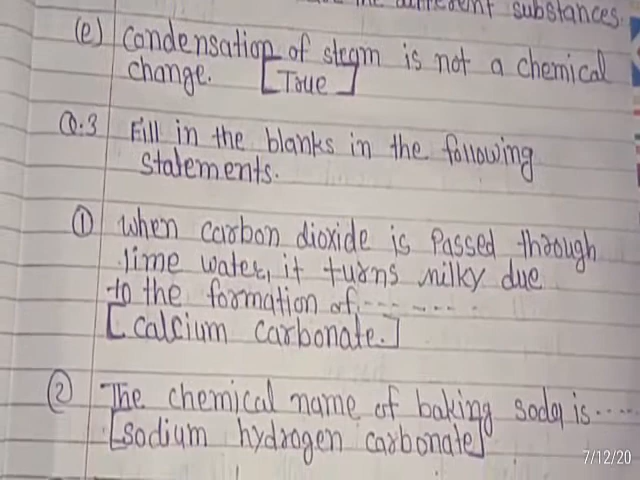 the different substances.
(e) Condensation of steam is not a chemical
change. [True]
Q.3 Fill in the blanks in the following
statements.
① When carbon dioxide is passed through
lime water, it turns milky due
to the formation of.........
[calcium carbonate.]
② The chemical name of baking soda is....
[sodium hydrogen carbonate]
7/12/20